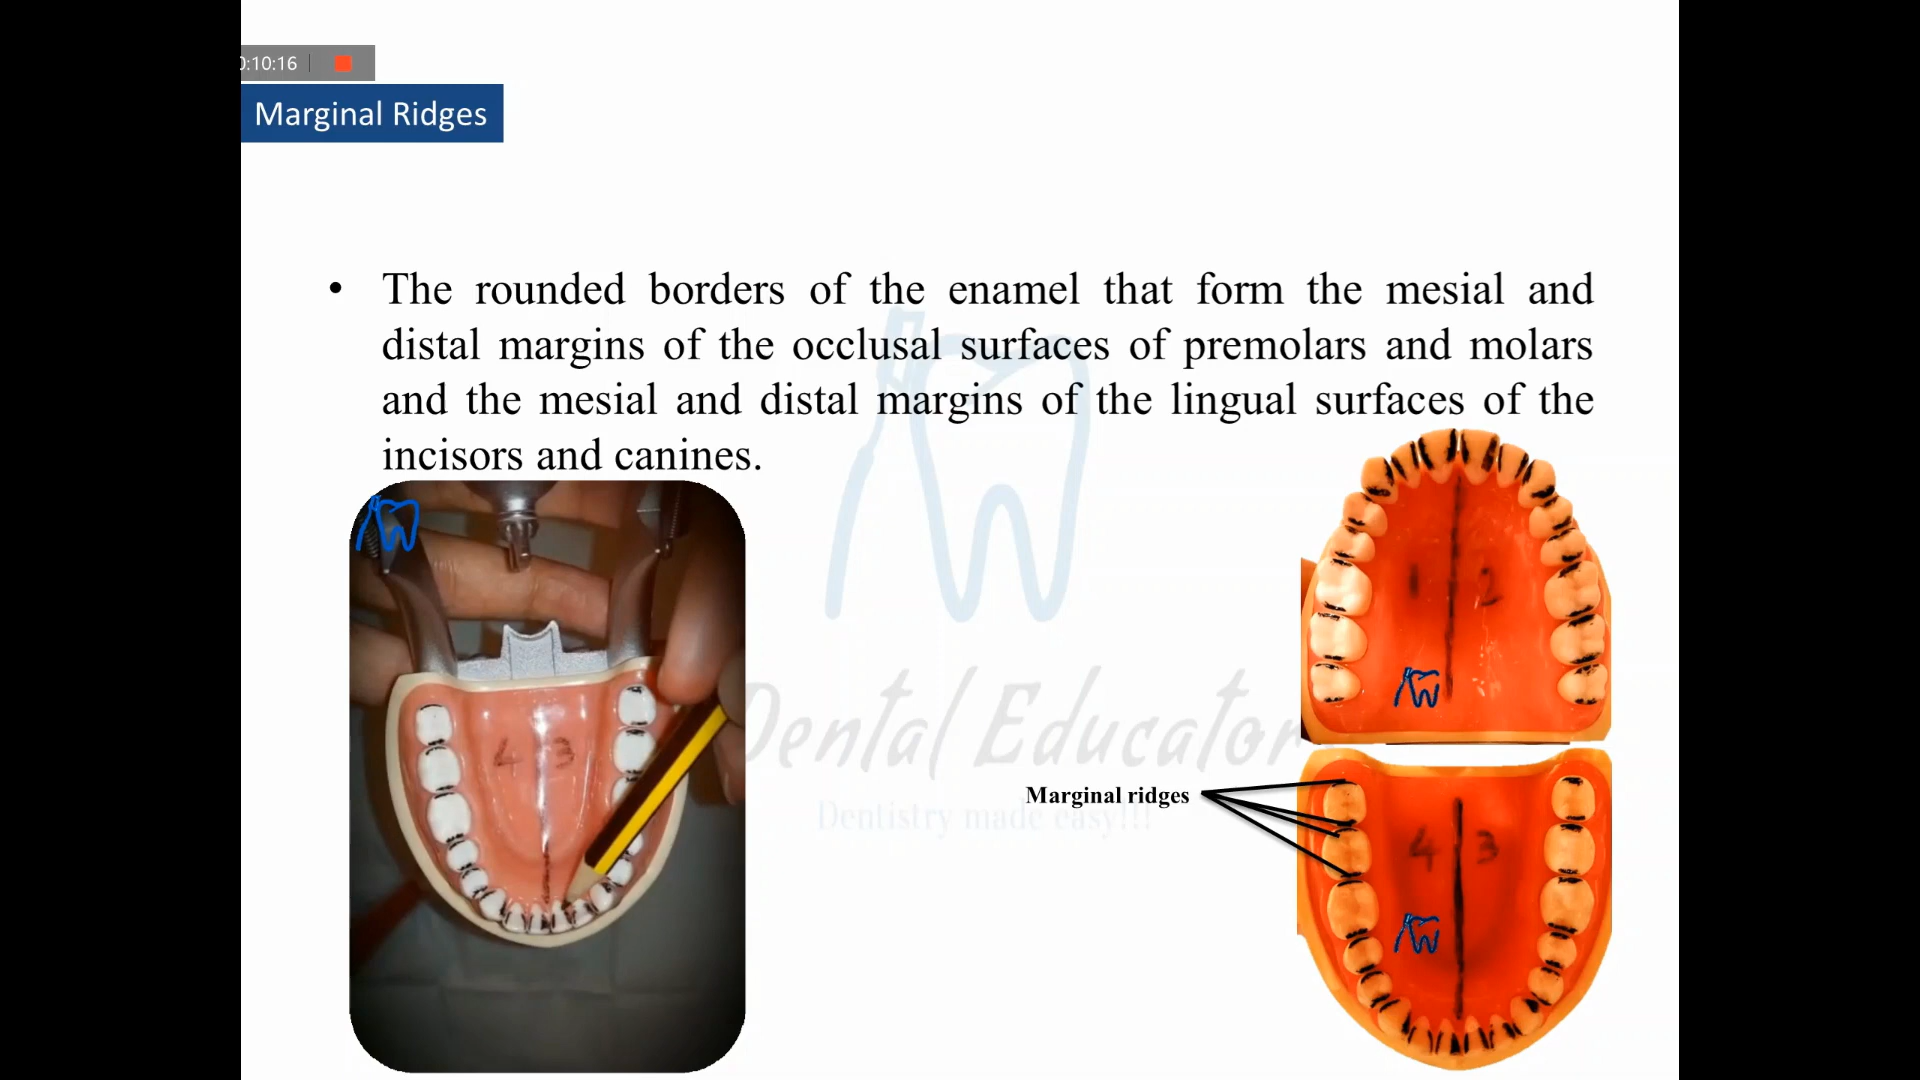 0:10:16
Marginal Ridges
• The rounded borders of the enamel that form the mesial and
distal margins of the occlusal surfaces of premolars and molars
and the mesial and distal margins of the lingual surfaces of the
incisors and canines.
1 2
4 3
Dental Educator
Marginal ridges
Dentistry made easy!!!
4 3